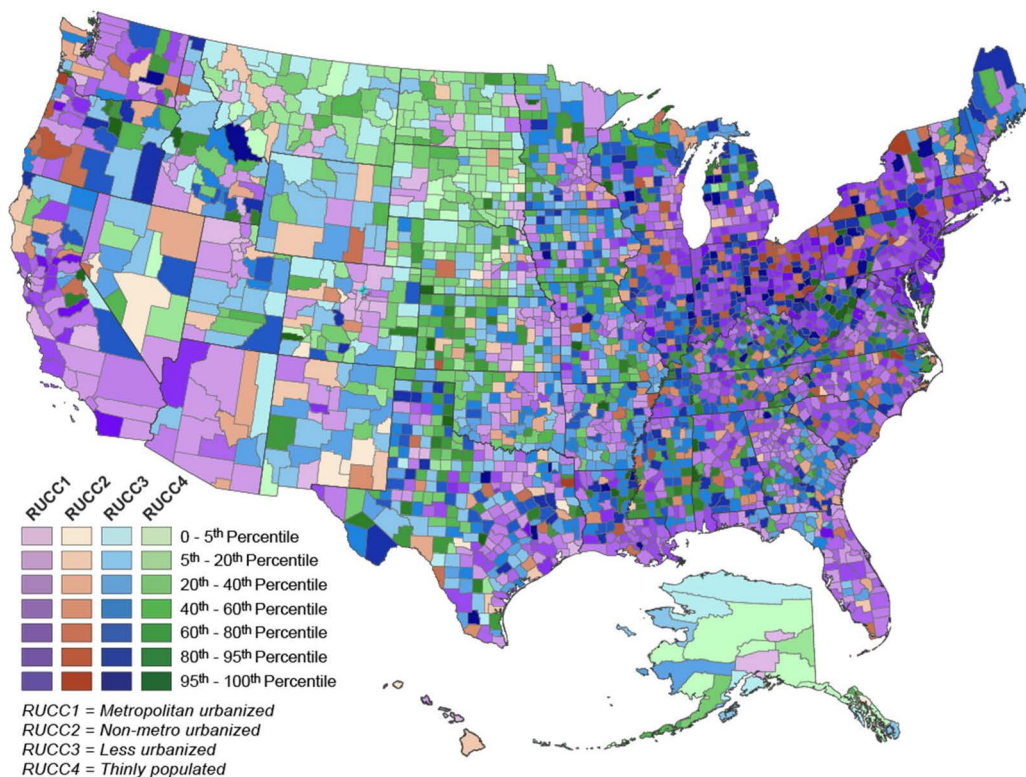 RUCC1 RUCC2 RUCC3 RUCC4
0 - 5th Percentile
5th - 20th Percentile
20th - 40th Percentile
40th - 60th Percentile
60th - 80th Percentile
80th - 95th Percentile
95th - 100th Percentile
RUCC1 = Metropolitan urbanized
RUCC2 = Non-metro urbanized
RUCC3 = Less urbanized
RUCC4 = Thinly populated